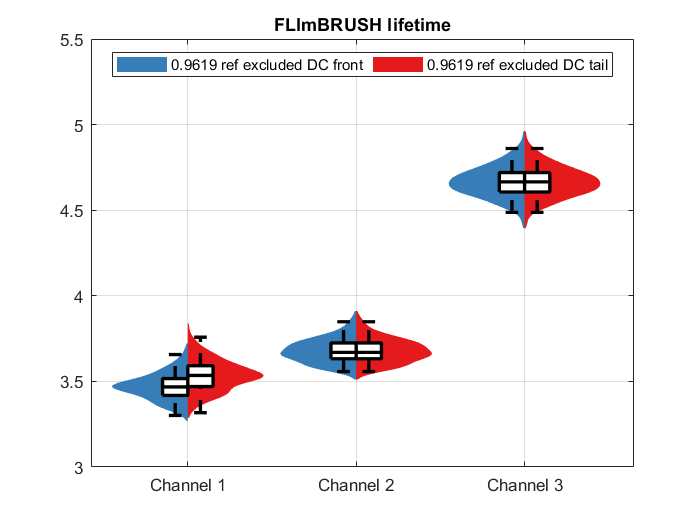 FLImBRUSH lifetime
0.9619 ref excluded DC front 0.9619 ref excluded DC tail
5.5
5
4.5
4
3.5
3
Channel 1 Channel 2 Channel 3